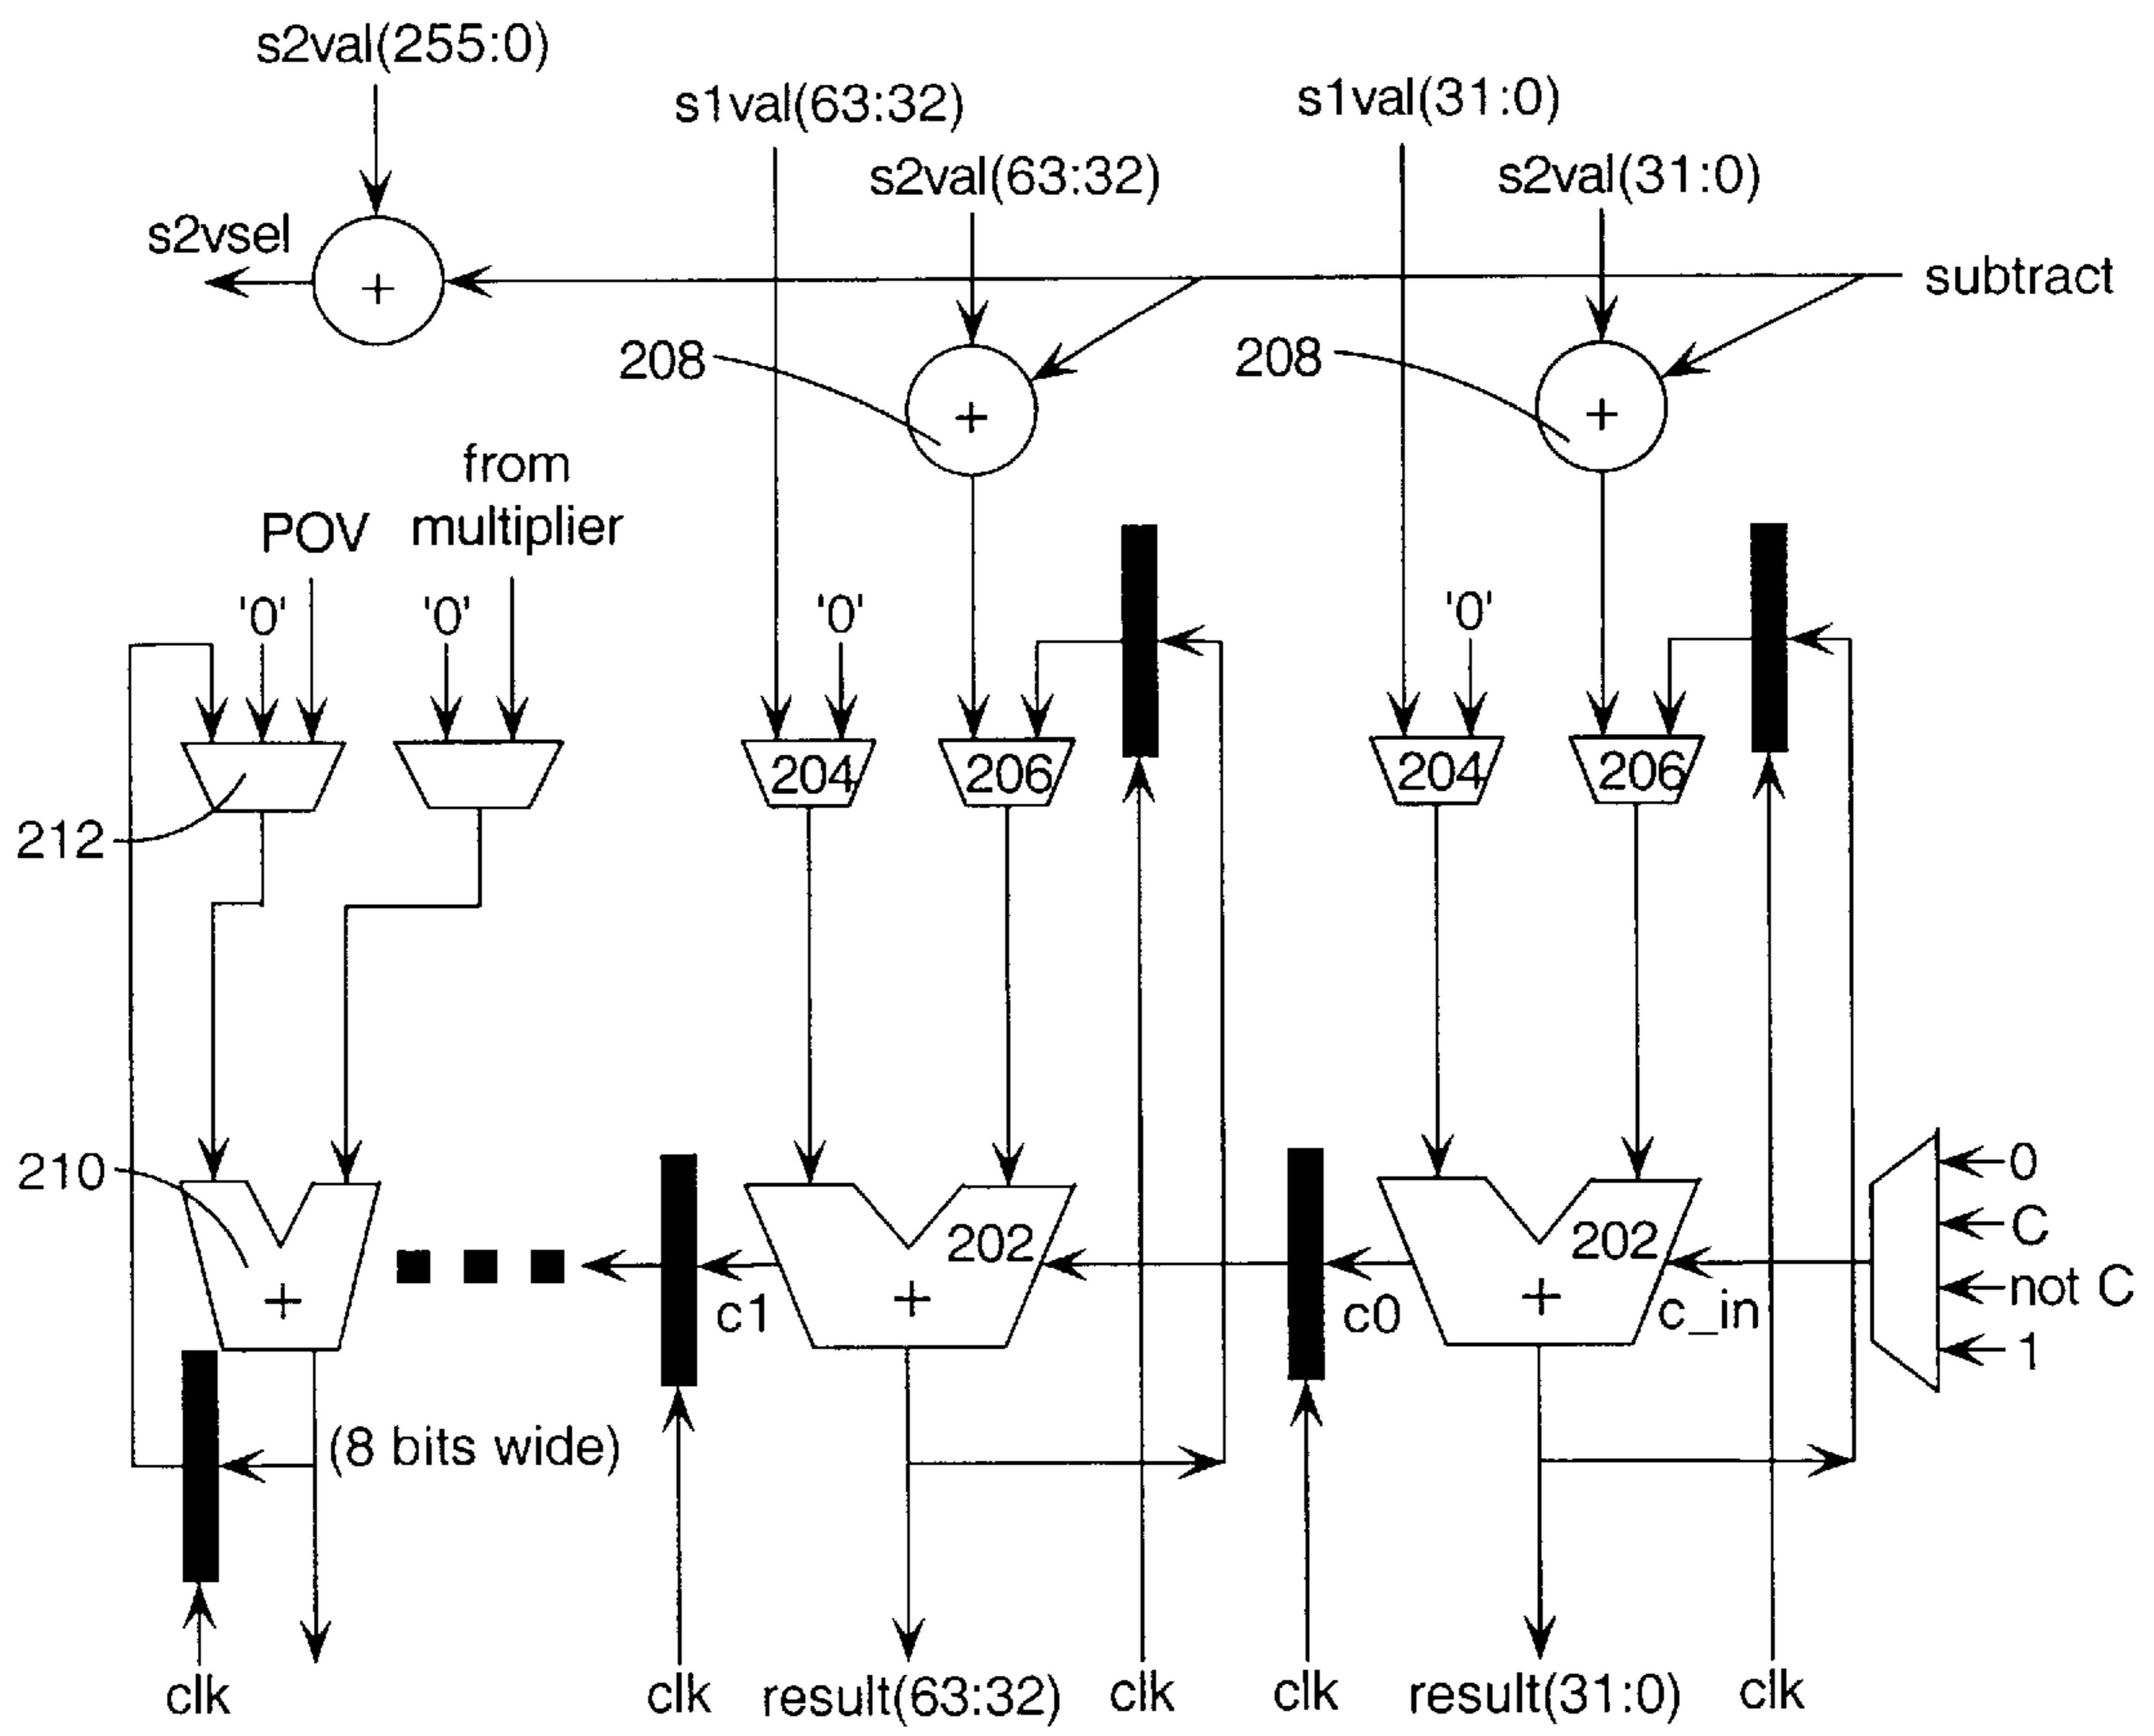 s2val(255:0)
s1val(63:32)
s1val(31:0)
s2val(63:32)
s2val(31:0)
s2vsel
+
subtract
208
+
208
+
from
multiplier
POV
'0'
'0'
'0'
'0'
204
206
204
206
212
210
+
202
+
c1
202
+
c0
c_in
0
C
not C
1
(8 bits wide)
clk
clk
result(63:32)
clk
clk
result(31:0)
clk